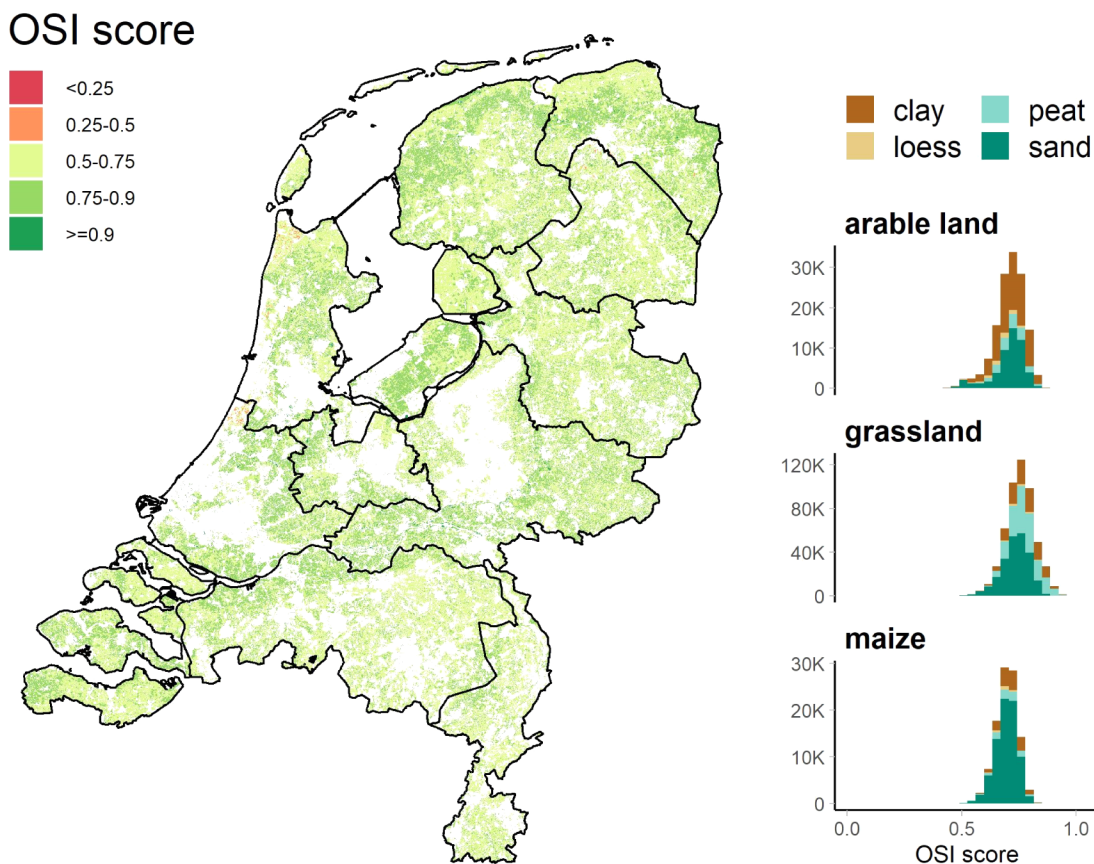 OSI score
<0.25
0.25-0.5
0.5-0.75
0.75-0.9
>=0.9
clay peat
loess sand
arable land
30K
20K
10K
0
grassland
120K
80K
40K
0
maize
30K
20K
10K
0
0.0 0.5 1.0
OSI score